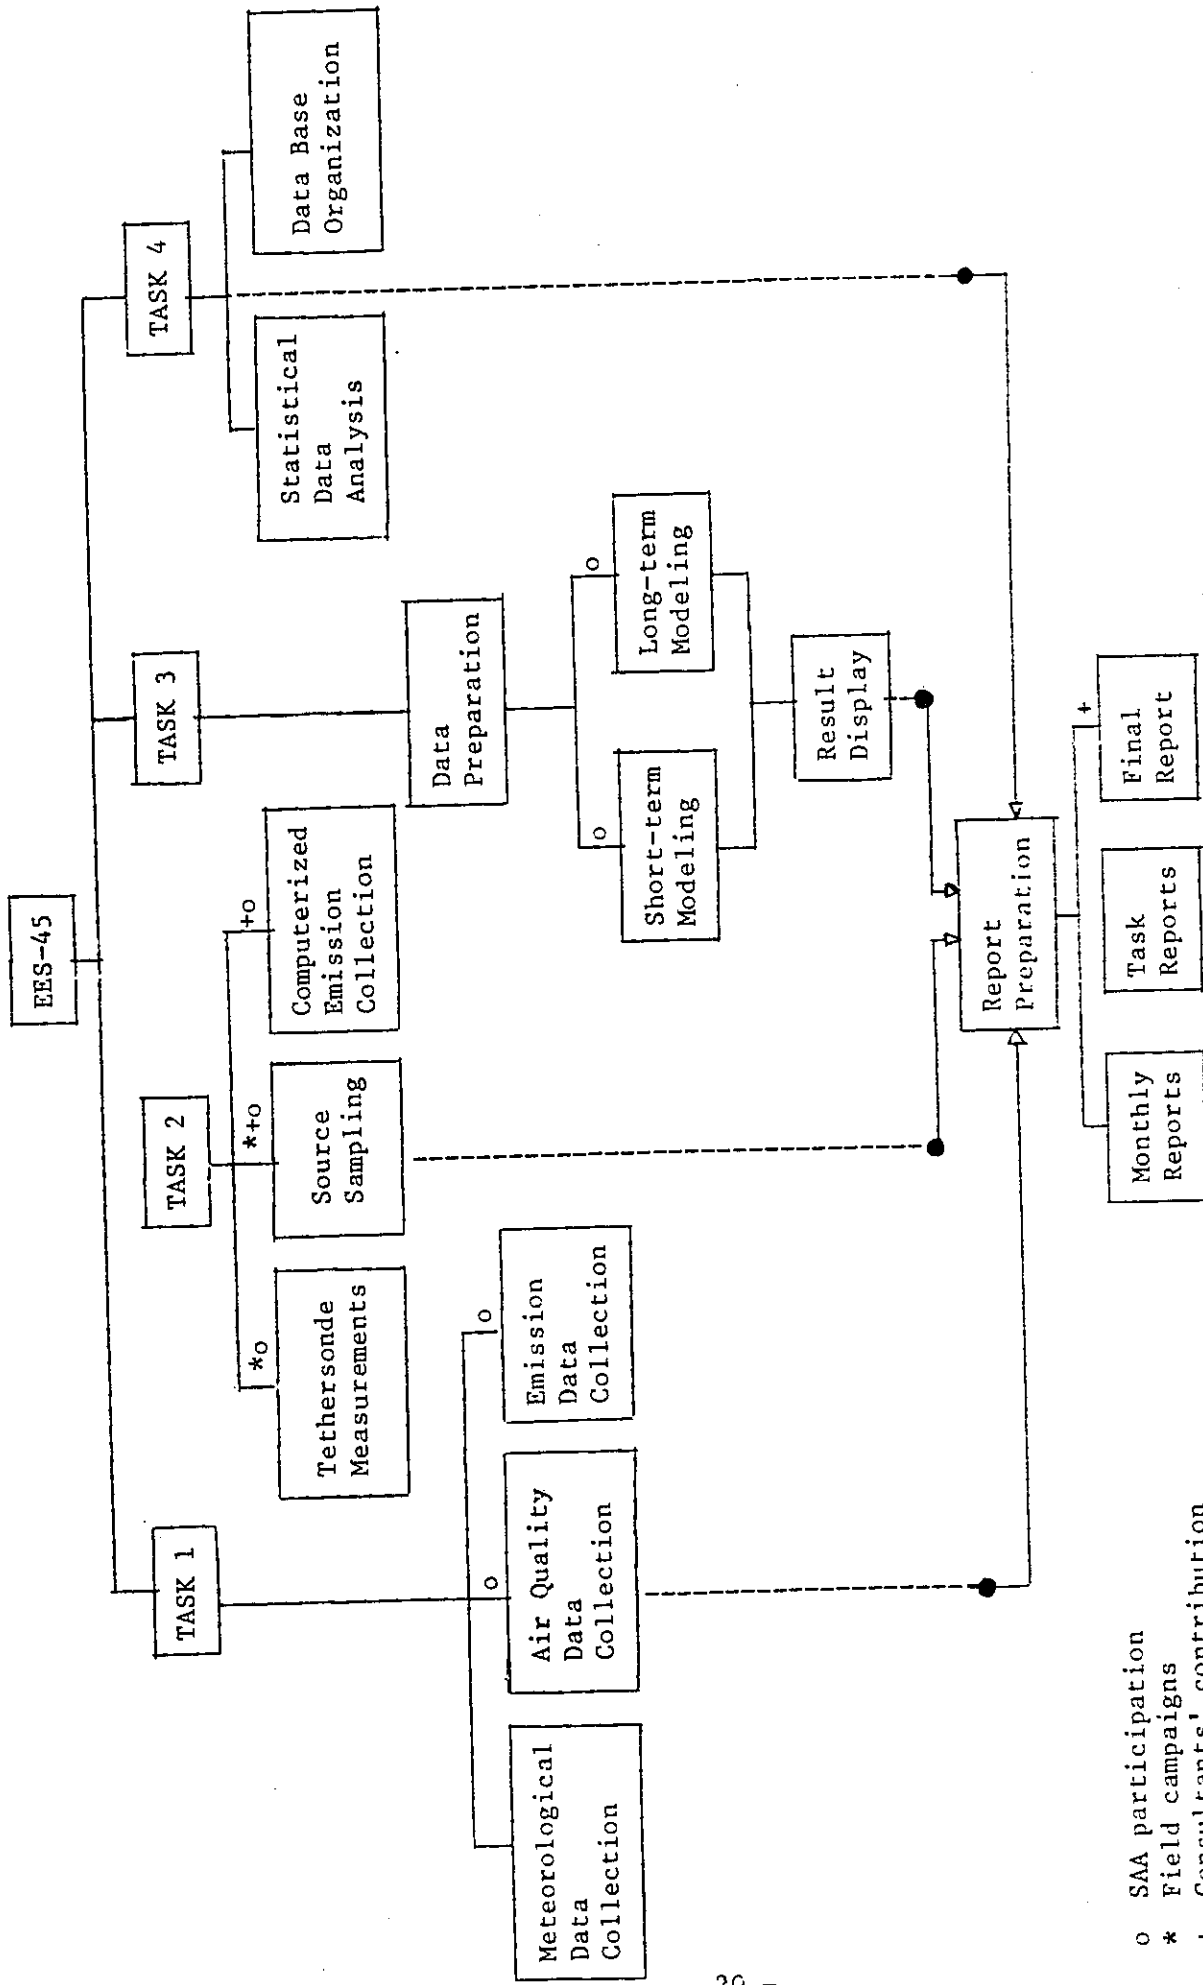 EES-45
TASK 1
TASK 2
TASK 3
TASK 4
*o
*+o
+o
Tethersonde
Measurements
Source
Sampling
Computerized
Emission
Collection
Statistical
Data
Analysis
Data Base
Organization
o
o
Meteorological
Data
Collection
Air Quality
Data
Collection
Emission
Data
Collection
Data
Preparation
o
o
Short-term
Modeling
Long-term
Modeling
Result
Display
Report
Preparation
+
Monthly
Reports
Task
Reports
Final
Report
o SAA participation
* Field campaigns
Consultants' contribution